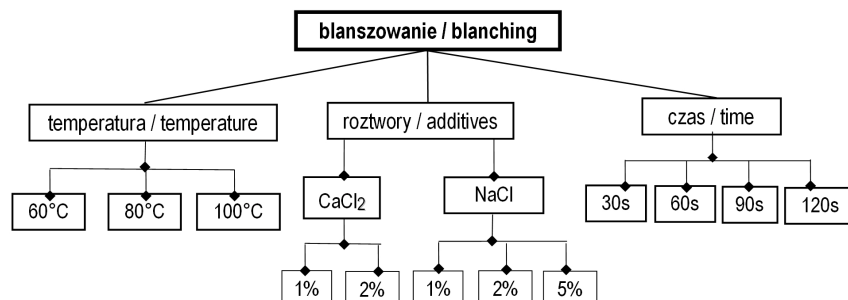 blanszowanie / blanching
temperatura / temperature
roztwory / additives
czas / time
60°C
80°C
100°C
CaCl₂
NaCl
30s
60s
90s
120s
1%
2%
1%
2%
5%